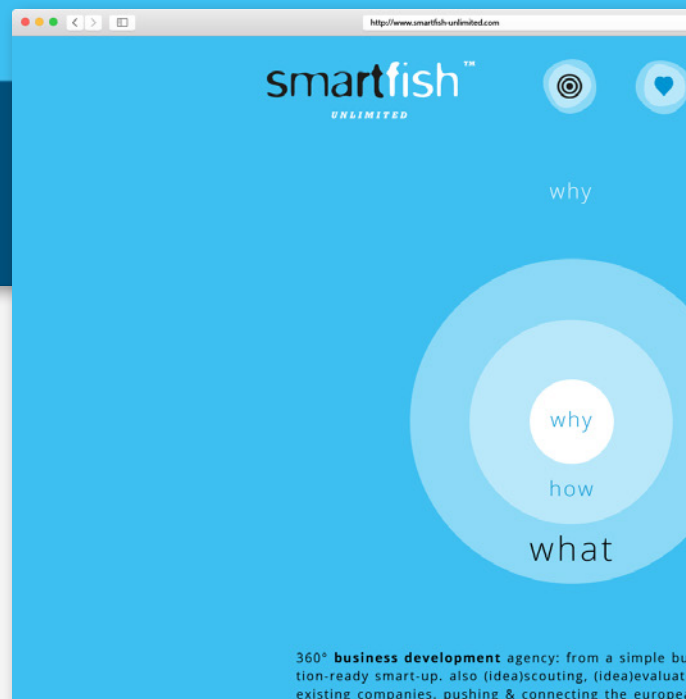 http://www.smartfish-unlimited.com
smartfish™
UNLIMITED
why
why
how
what
360° business development agency: from a simple bu
tion-ready smart-up. also (idea)scouting, (idea)evaluat
existing companies, pushing & connecting the europe